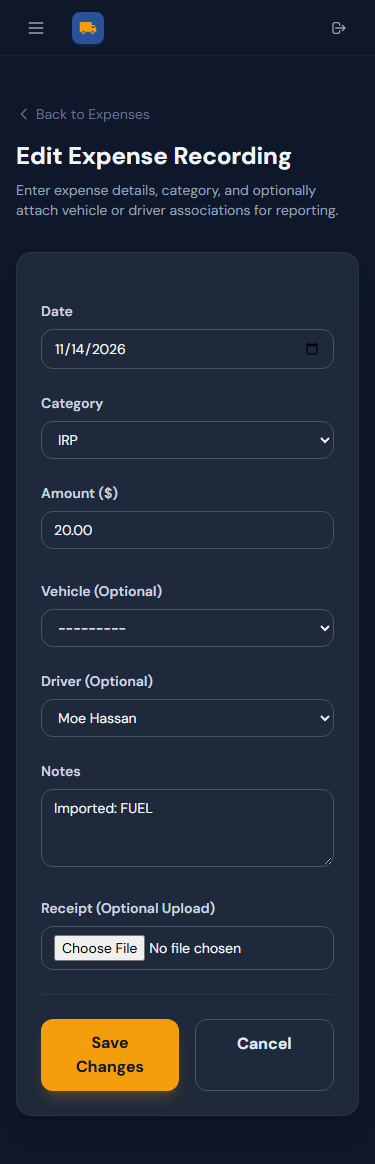 Back to Expenses
Edit Expense Recording
Enter expense details, category, and optionally
attach vehicle or driver associations for reporting.
Date
11/14/2026
Category
IRP
Amount ($)
20.00
Vehicle (Optional)
---------
Driver (Optional)
Moe Hassan
Notes
Imported: FUEL
Receipt (Optional Upload)
Choose File No file chosen
Save
Changes
Cancel